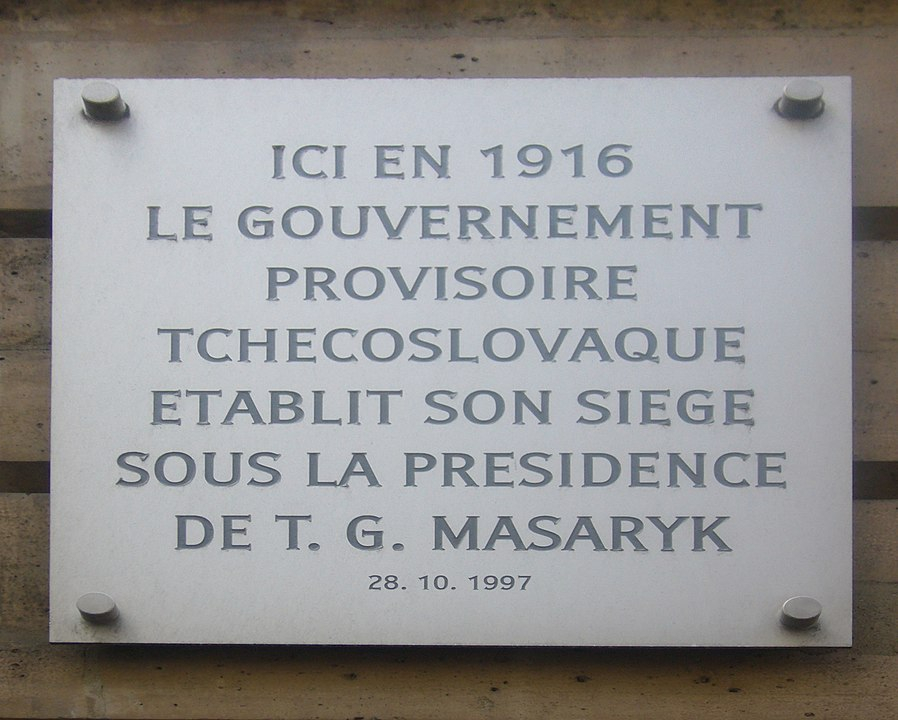 ICI EN 1916
LE GOUVERNEMENT
PROVISOIRE
TCHECOSLOVAQUE
ETABLIT SON SIEGE
SOUS LA PRESIDENCE
DE T. G. MASARYK
28. 10. 1997